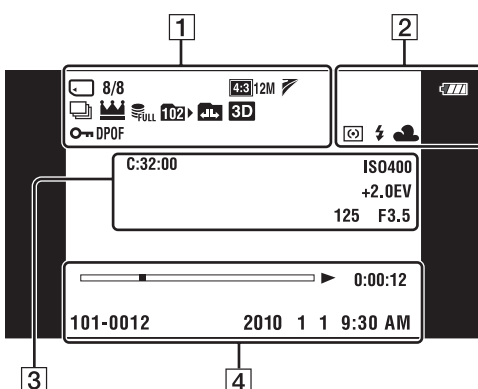 1 2
8/8 4:3 12M
FULL 102 3D
DPOF
C:32:00 ISO400
+2.0EV
125 F3.5
0:00:12
101-0012 2010 1 1 9:30 AM
3 4